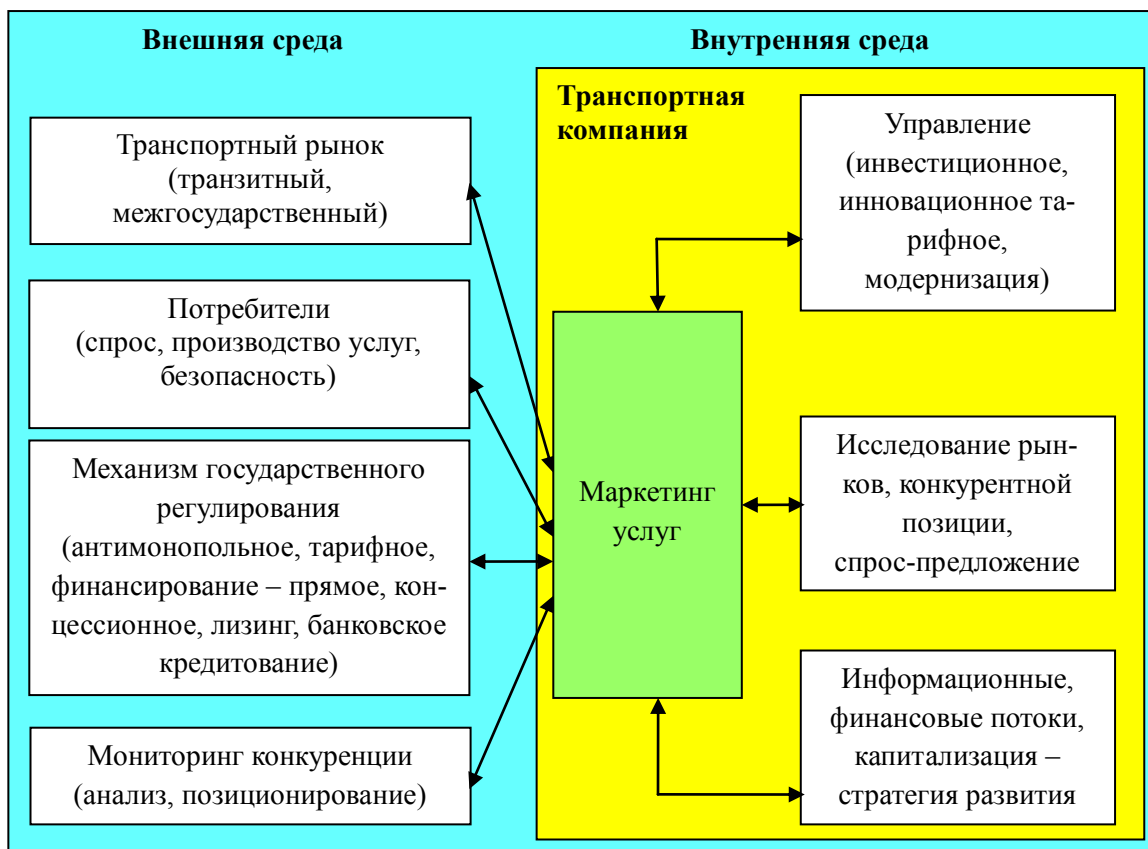 Внешняя среда
Внутренняя среда
Транспортный рынок
(транзитный,
межгосударственный)
Потребители
(спрос, производство услуг,
безопасность)
Механизм государственного
регулирования
(антимонопольное, тарифное,
финансирование – прямое, кон-
цессионное, лизинг, банковское
кредитование)
Мониторинг конкуренции
(анализ, позиционирование)
Транспортная
компания
Маркетинг
услуг
Управление
(инвестиционное,
инновационное та-
рифное,
модернизация)
Исследование рын-
ков, конкурентной
позиции,
спрос-предложение
Информационные,
финансовые потоки,
капитализация –
стратегия развития